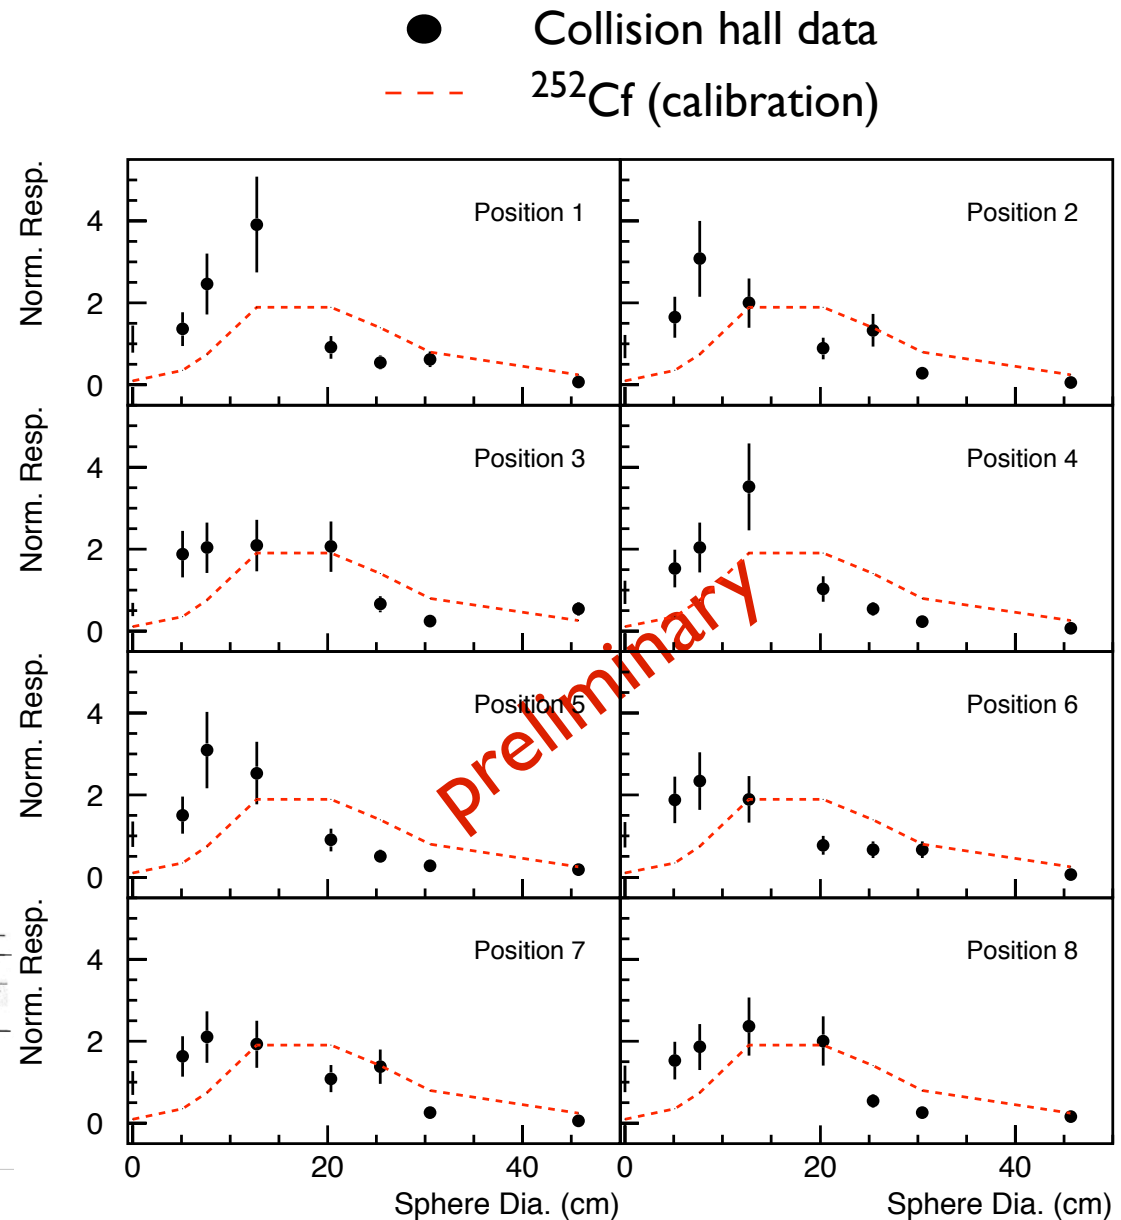 Collision hall data
252Cf (calibration)
Norm. Resp.
4
2
0
Position 1
Position 2
Norm. Resp.
4
2
0
Position 3
Position 4
Norm. Resp.
4
2
0
Position 5
Position 6
preliminary
Norm. Resp.
4
2
0
Position 7
Position 8
0 20 40 0 20 40
Sphere Dia. (cm) Sphere Dia. (cm)